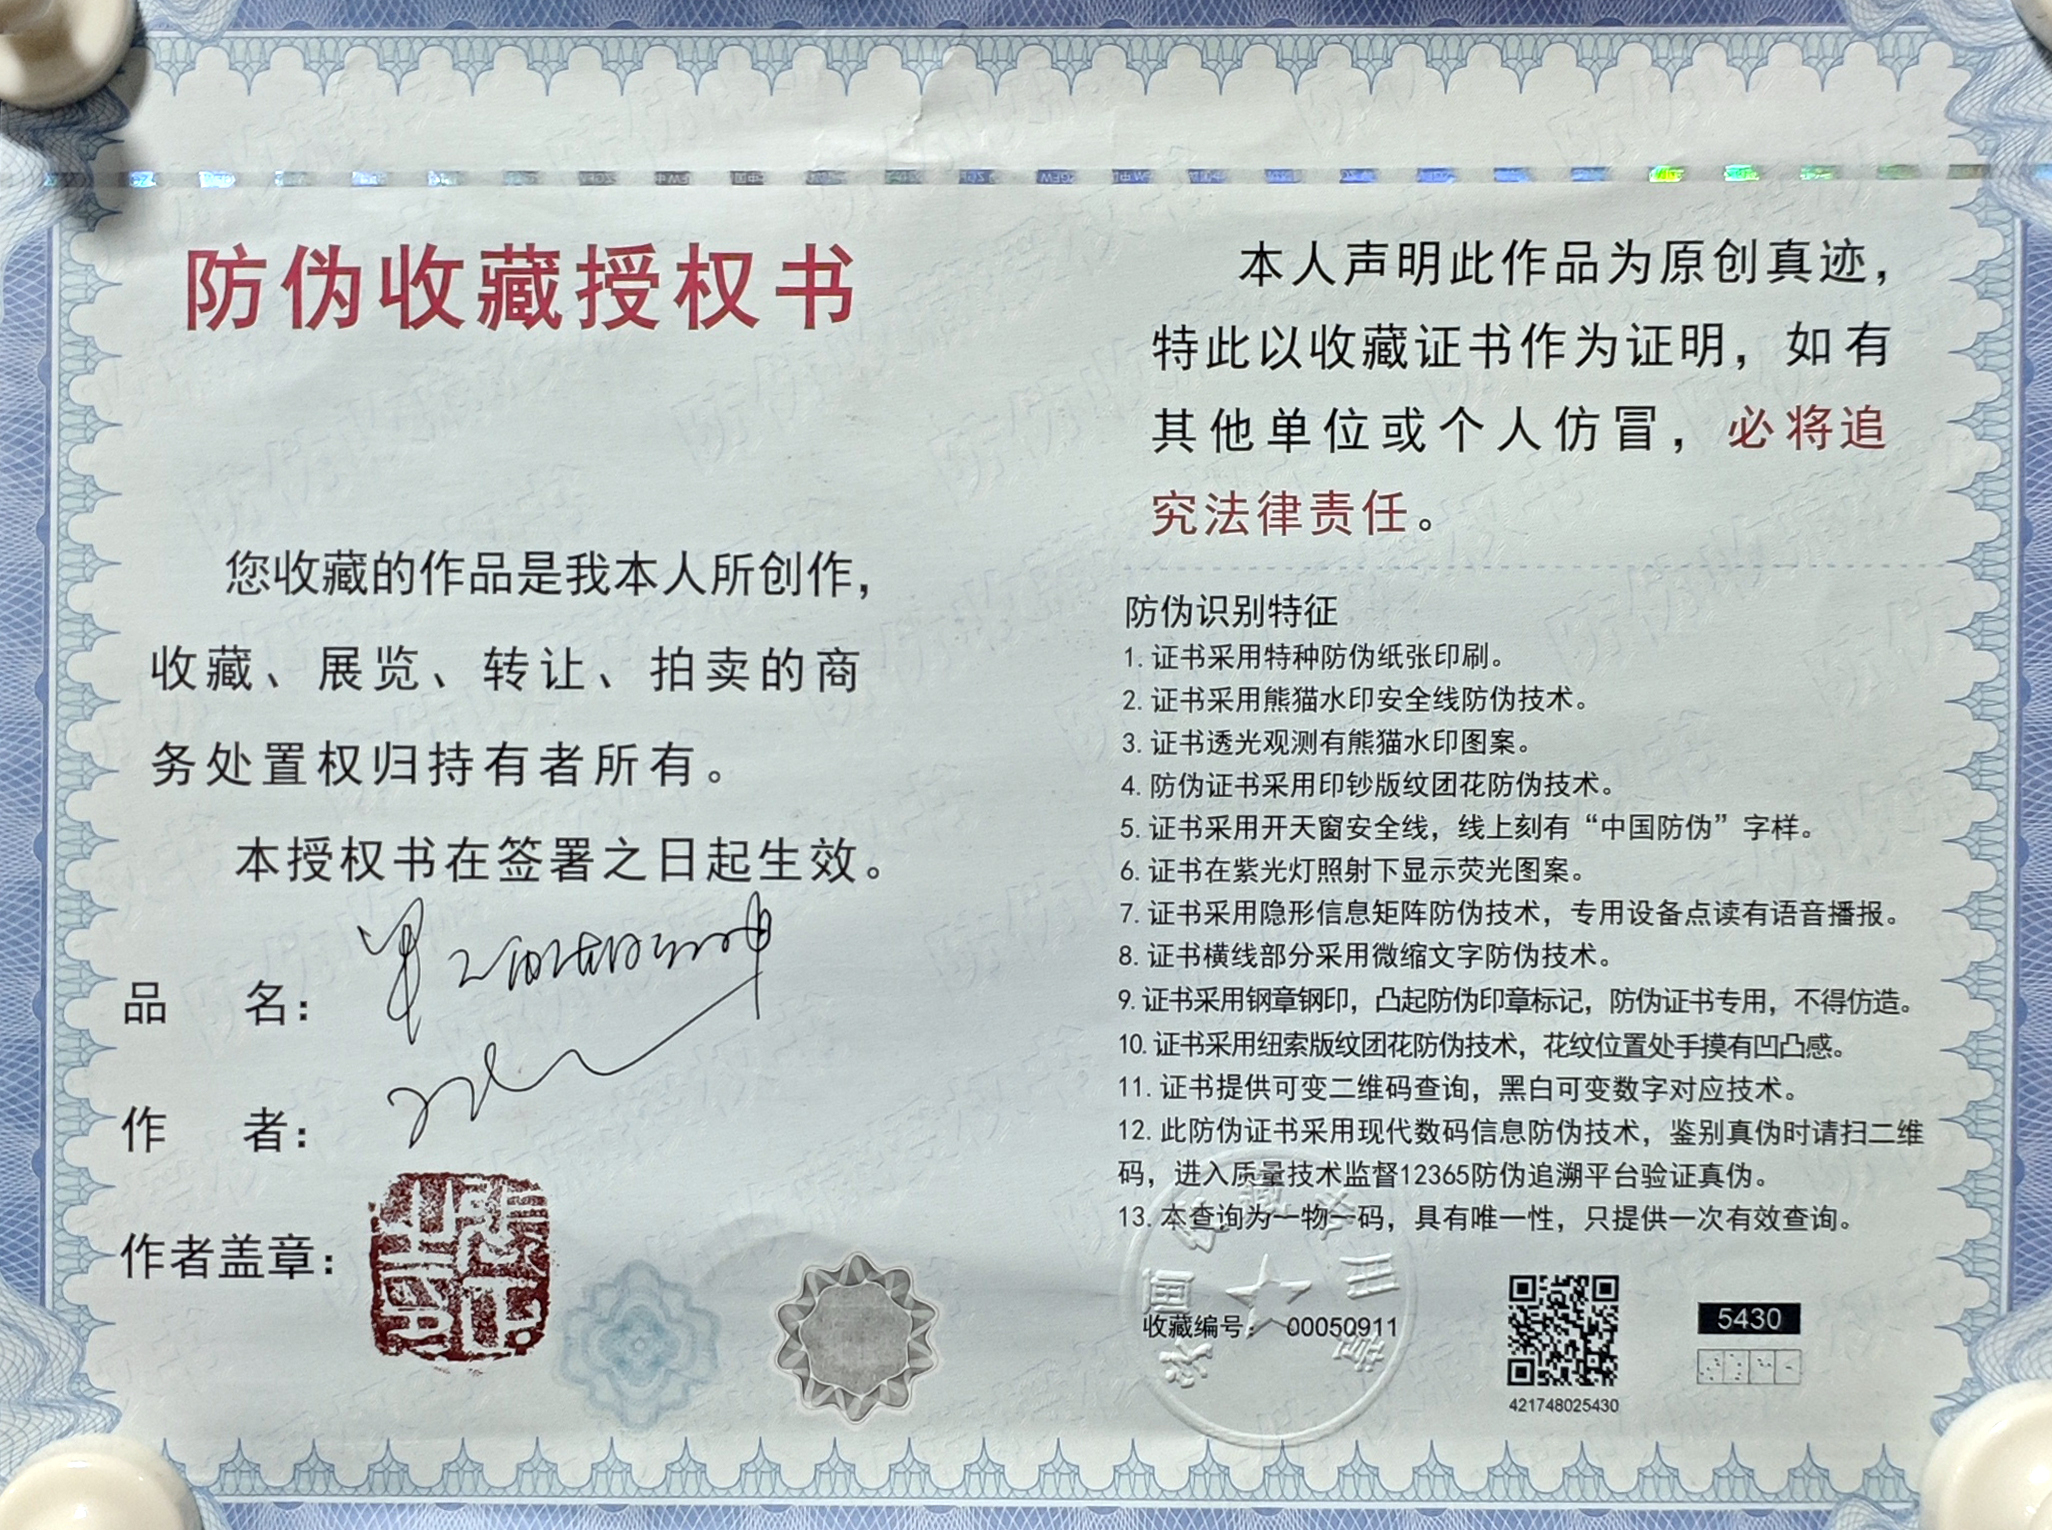 防伪收藏授权书
您收藏的作品是我本人所创作，
收藏、展览、转让、拍卖的商
务处置权归持有者所有。
本授权书在签署之日起生效。
品 名：
作 者：
作者盖章：
本人声明此作品为原创真迹，
特此以收藏证书作为证明，如有
其他单位或个人仿冒，必将追
究法律责任。
防伪识别特征
1. 证书采用特种防伪纸张印刷。
2. 证书采用熊猫水印安全线防伪技术。
3. 证书透光观测有熊猫水印图案。
4. 防伪证书采用印钞版纹团花防伪技术。
5. 证书采用开天窗安全线，线上刻有“中国防伪”字样。
6. 证书在紫光灯照射下显示荧光图案。
7. 证书采用隐形信息矩阵防伪技术，专用设备点读有语音播报。
8. 证书横线部分采用微缩文字防伪技术。
9. 证书采用钢章钢印，凸起防伪印章标记，防伪证书专用，不得仿造。
10. 证书采用纽索版纹团花防伪技术，花纹位置处手摸有凹凸感。
11. 证书提供可变二维码查询，黑白可变数字对应技术。
12. 此防伪证书采用现代数码信息防伪技术，鉴别真伪时请扫二维
码，进入质量技术监督12365防伪追溯平台验证真伪。
13. 本查询为一物一码，具有唯一性，只提供一次有效查询。
收藏编号： 00050911
421748025430
5430